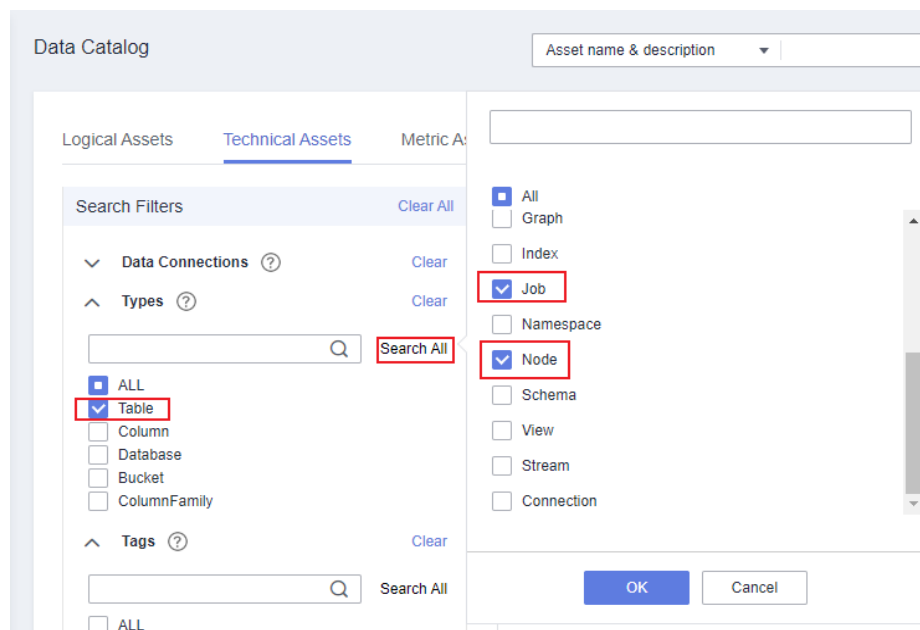 Data Catalog
Asset name & description
Logical Assets
Technical Assets
Search Filters
Clear All
Data Connections ?
Clear
Types ?
Clear
Search All
ALL
Table
Column
Database
Bucket
ColumnFamily
Tags ?
Clear
Search All
ALL
Metric A
All
Graph
Index
Job
Namespace
Node
Schema
View
Stream
Connection
OK
Cancel